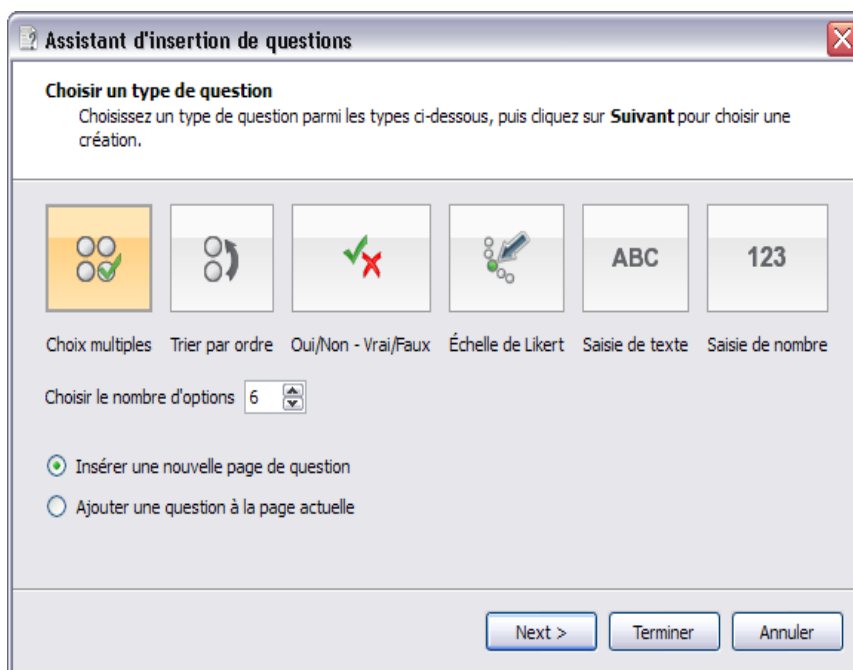 Assistant d'insertion de questions
Choisir un type de question
Choisissez un type de question parmi les types ci-dessous, puis cliquez sur Suivant pour choisir une
création.
ABC
123
Choix multiples
Trier par ordre
Oui/Non - Vrai/Faux
Échelle de Likert
Saisie de texte
Saisie de nombre
Choisir le nombre d'options 6
Insérer une nouvelle page de question
Ajouter une question à la page actuelle
Next >
Terminer
Annuler